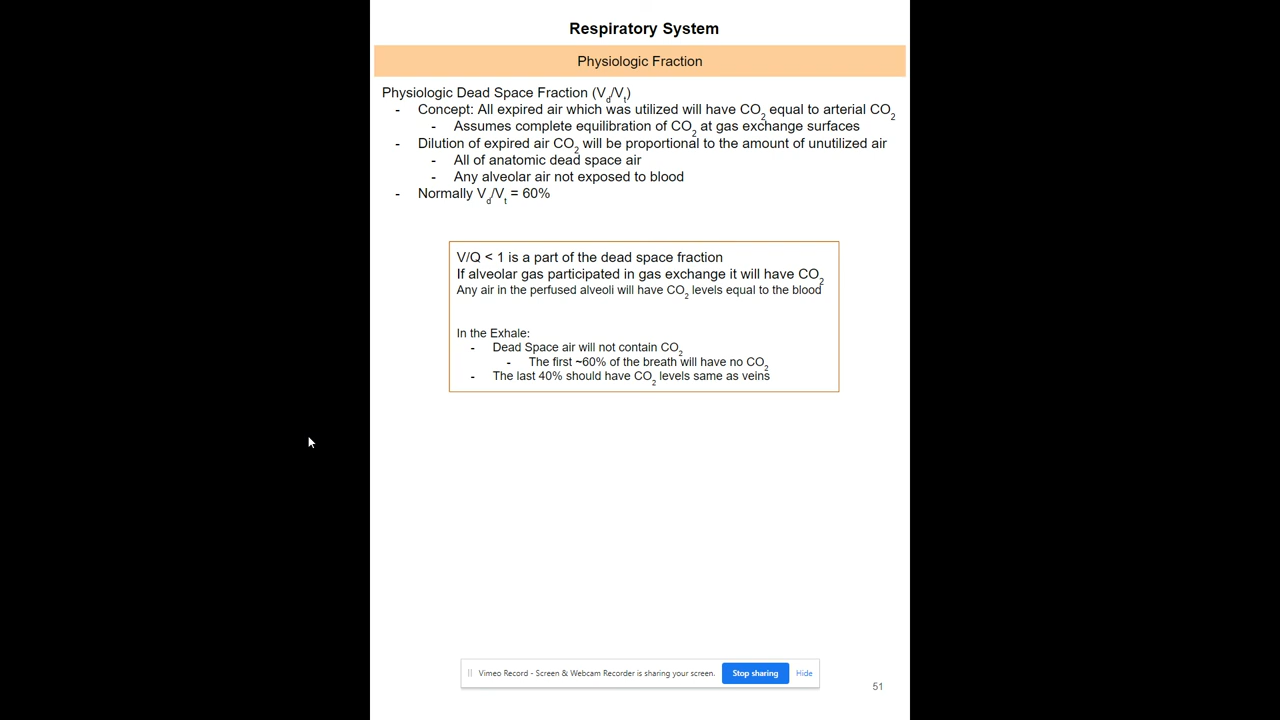 Respiratory System
Physiologic Fraction
Physiologic Dead Space Fraction (Vd/Vt)
- Concept: All expired air which was utilized will have CO2 equal to arterial CO2
- Assumes complete equilibration of CO2 at gas exchange surfaces
- Dilution of expired air CO2 will be proportional to the amount of unutilized air
- All of anatomic dead space air
- Any alveolar air not exposed to blood
- Normally Vd/Vt = 60%
V/Q < 1 is a part of the dead space fraction
If alveolar gas participated in gas exchange it will have CO2
Any air in the perfused alveoli will have CO2 levels equal to the blood
In the Exhale:
- Dead Space air will not contain CO2
- The first ~60% of the breath will have no CO2
- The last 40% should have CO2 levels same as veins
Vimeo Record - Screen & Webcam Recorder is sharing your screen. Stop sharing Hide
51